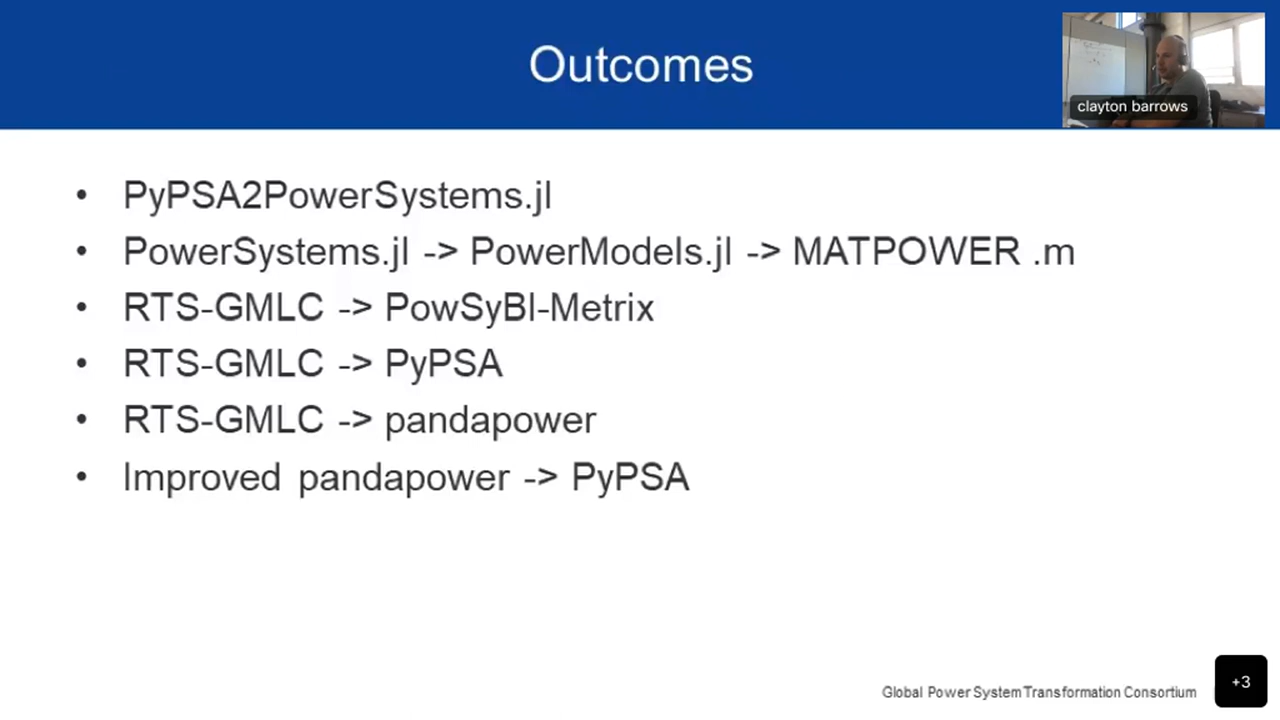 Outcomes
clayton barrows
• PyPSA2PowerSystems.jl
• PowerSystems.jl -> PowerModels.jl -> MATPOWER .m
• RTS-GMLC -> PowSyBl-Metrix
• RTS-GMLC -> PyPSA
• RTS-GMLC -> pandapower
• Improved pandapower -> PyPSA
Global Power System Transformation Consortium
+3